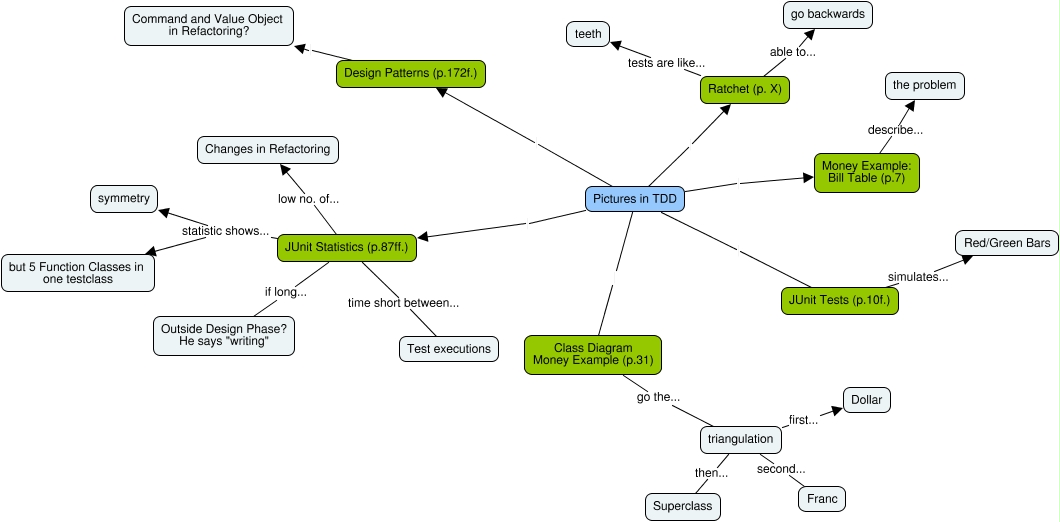 Command and Value Object
in Refactoring?
teeth
go backwards
tests are like...
able to...
Design Patterns (p.172f.)
Ratchet (p. X)
the problem
describe...
Changes in Refactoring
Money Example:
Bill Table (p.7)
low no. of...
symmetry
Pictures in TDD
statistic shows...
JUnit Statistics (p.87ff.)
Red/Green Bars
but 5 Function Classes in
one testclass
simulates...
if long...
time short between...
JUnit Tests (p.10f.)
Outside Design Phase?
He says "writing"
Test executions
Class Diagram
Money Example (p.31)
go the...
Dollar
first...
triangulation
then...
second...
Superclass
Franc